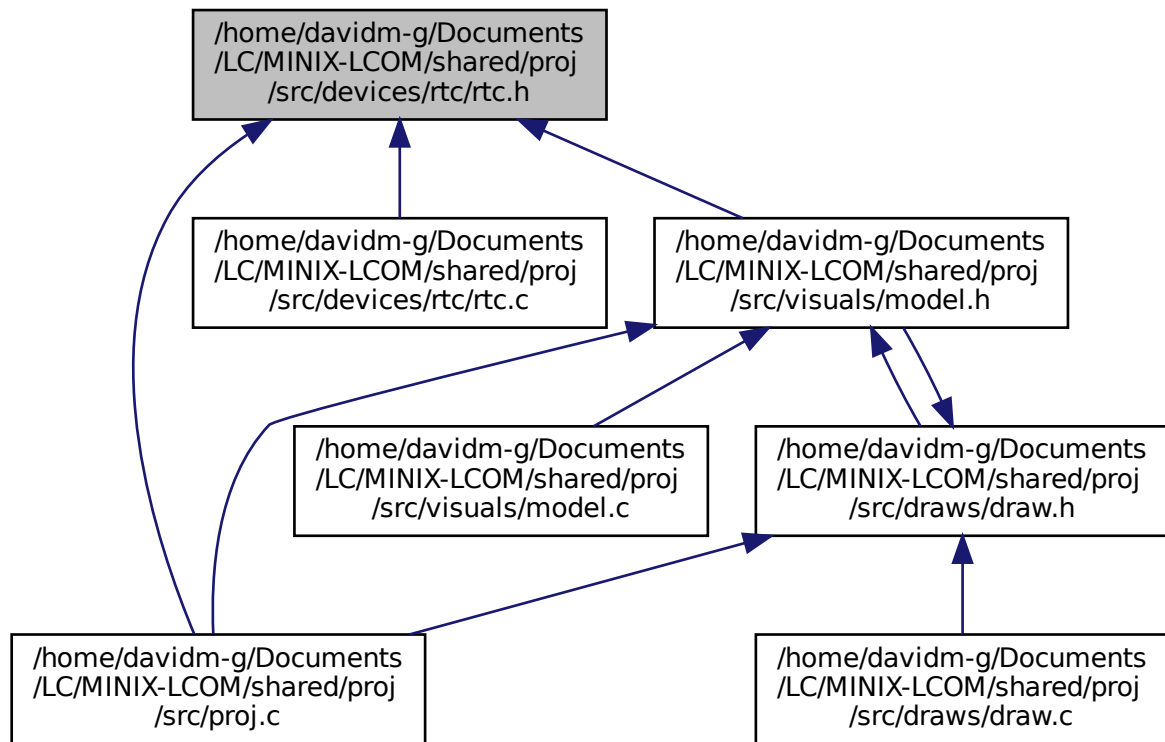 /home/davidm-g/Documents
/LC/MINIX-LCOM/shared/proj
/src/devices/rtc/rtc.h
/home/davidm-g/Documents
/LC/MINIX-LCOM/shared/proj
/src/devices/rtc/rtc.c
/home/davidm-g/Documents
/LC/MINIX-LCOM/shared/proj
/src/visuals/model.h
/home/davidm-g/Documents
/LC/MINIX-LCOM/shared/proj
/src/visuals/model.c
/home/davidm-g/Documents
/LC/MINIX-LCOM/shared/proj
/src/draws/draw.h
/home/davidm-g/Documents
/LC/MINIX-LCOM/shared/proj
/src/proj.c
/home/davidm-g/Documents
/LC/MINIX-LCOM/shared/proj
/src/draws/draw.c